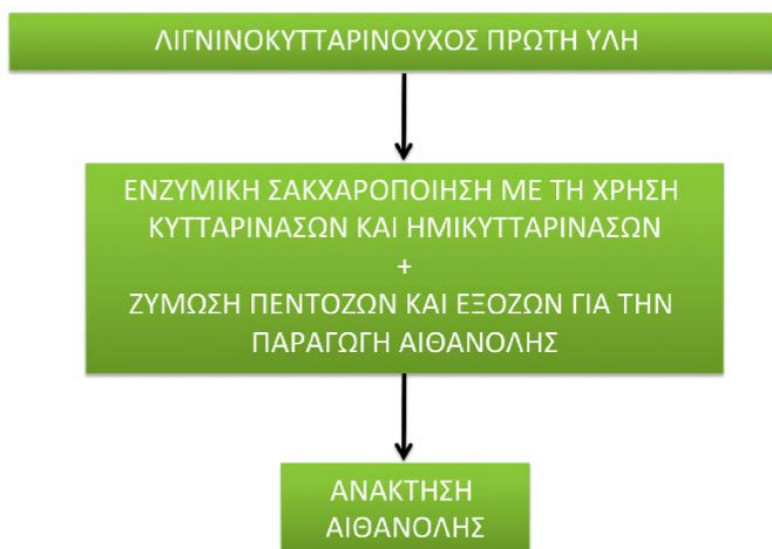 ΛΙΓΝΙΝΟΚΥΤΤΑΡΙΝΟΥΧΟΣ ΠΡΩΤΗ ΥΛΗ
ΕΝΖΥΜΙΚΗ ΣΑΚΧΑΡΟΠΟΙΗΣΗ ΜΕ ΤΗ ΧΡΗΣΗ
ΚΥΤΤΑΡΙΝΑΣΩΝ ΚΑΙ ΗΜΙΚΥΤΤΑΡΙΝΑΣΩΝ
+
ΖΥΜΩΣΗ ΠΕΝΤΟΖΩΝ ΚΑΙ ΕΞΟΖΩΝ ΓΙΑ ΤΗΝ
ΠΑΡΑΓΩΓΗ ΑΙΘΑΝΟΛΗΣ
ΑΝΑΚΤΗΣΗ
ΑΙΘΑΝΟΛΗΣ